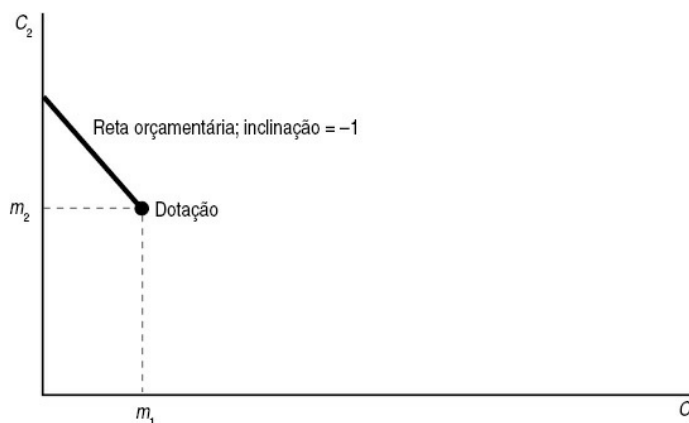 C₂
Reta orçamentária; inclinação = –1
m₂
Dotação
m₁
C